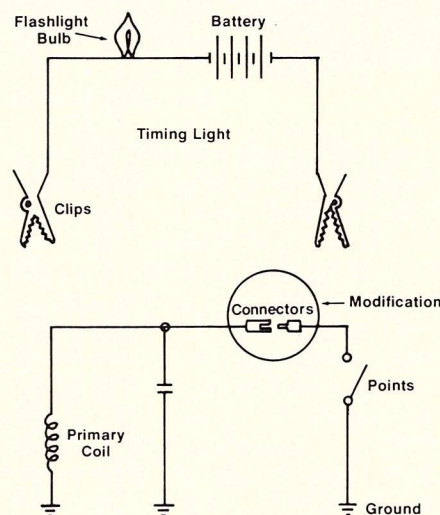 Flashlight
Bulb
Battery
Timing Light
Clips
Connectors
Modification
Points
Primary
Coil
Ground